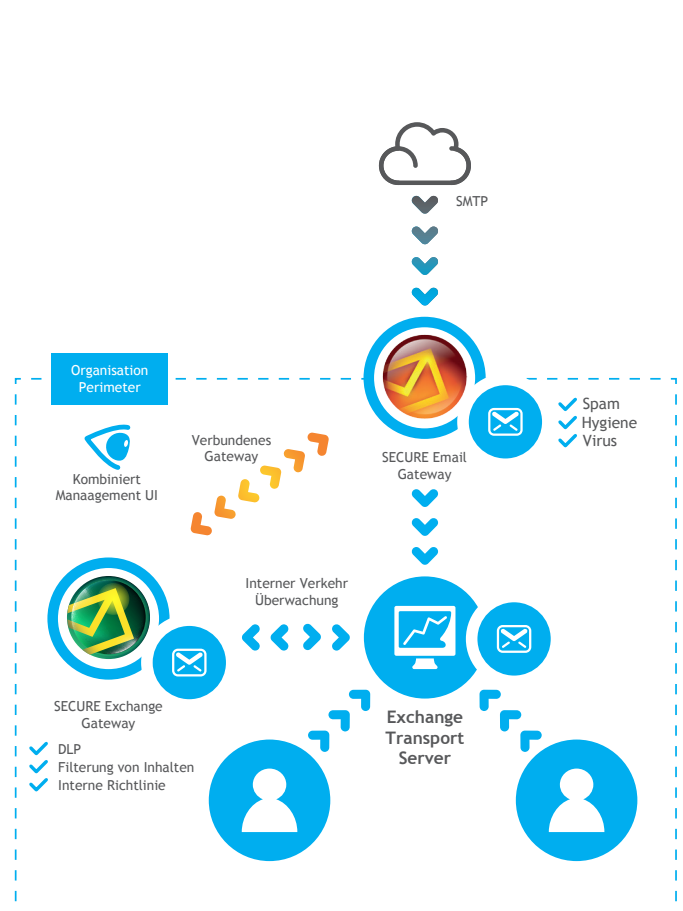 SMTP
Organisation
Perimeter
Spam
Hygiene
Virus
Verbundenes
Gateway
SECURE Email
Gateway
Kombiniert
Manaagement UI
Interner Verkehr
Überwachung
SECURE Exchange
Gateway
Exchange
Transport
Server
DLP
Filterung von Inhalten
Interne Richtlinie